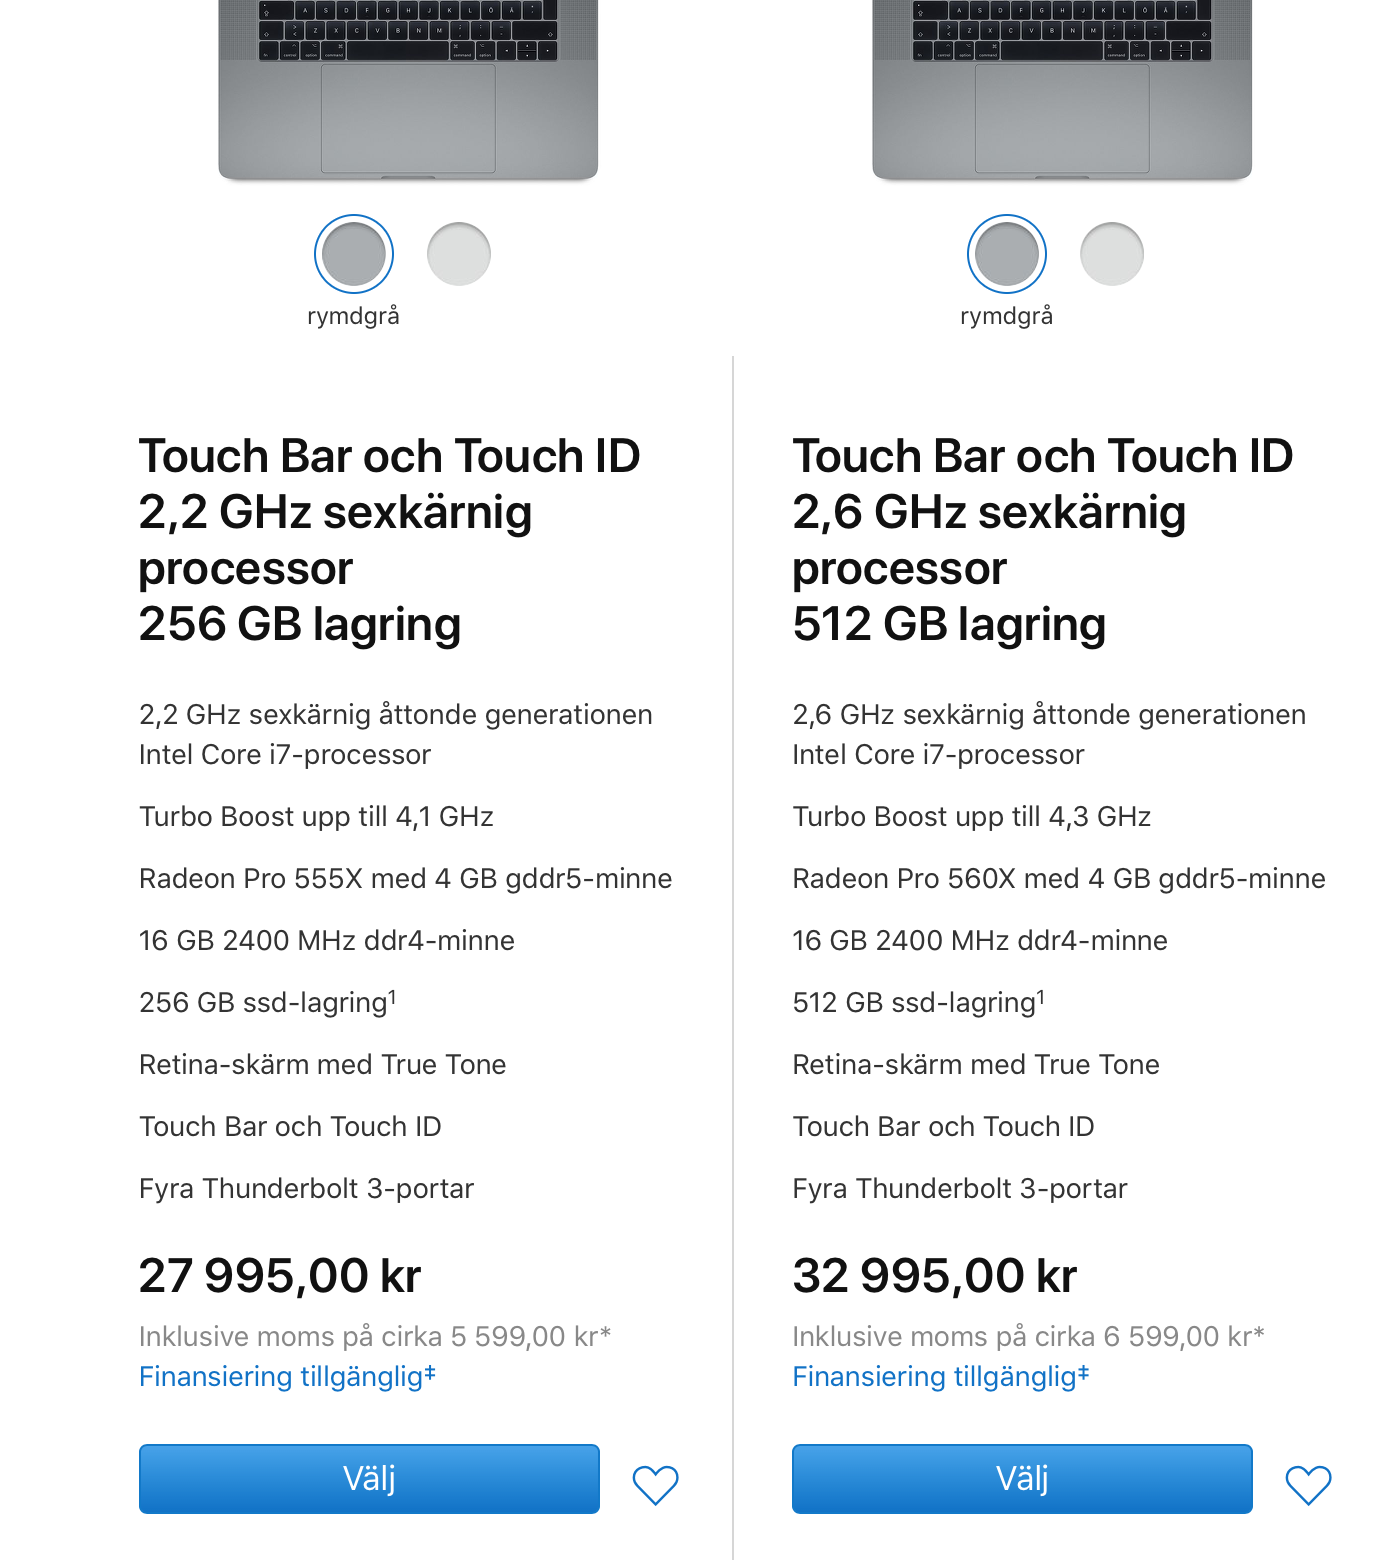 rymdgrå
Touch Bar och Touch ID
2,2 GHz sexkärnig
processor
256 GB lagring
2,2 GHz sexkärnig åttonde generationen
Intel Core i7-processor
Turbo Boost upp till 4,1 GHz
Radeon Pro 555X med 4 GB gddr5-minne
16 GB 2400 MHz ddr4-minne
256 GB ssd-lagring¹
Retina-skärm med True Tone
Touch Bar och Touch ID
Fyra Thunderbolt 3-portar
27 995,00 kr
Inklusive moms på cirka 5 599,00 kr*
Finansiering tillgänglig‡
Välj
rymdgrå
Touch Bar och Touch ID
2,6 GHz sexkärnig
processor
512 GB lagring
2,6 GHz sexkärnig åttonde generationen
Intel Core i7-processor
Turbo Boost upp till 4,3 GHz
Radeon Pro 560X med 4 GB gddr5-minne
16 GB 2400 MHz ddr4-minne
512 GB ssd-lagring¹
Retina-skärm med True Tone
Touch Bar och Touch ID
Fyra Thunderbolt 3-portar
32 995,00 kr
Inklusive moms på cirka 6 599,00 kr*
Finansiering tillgänglig‡
Välj